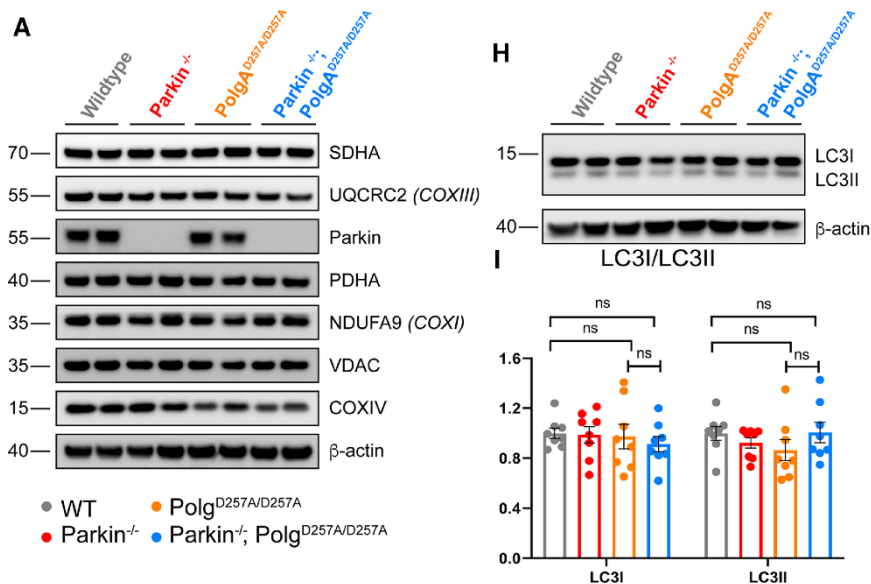 A
Wildtype
Parkin-/-
PolgAD257A/D257A
Parkin-/-;
PolgAD257A/D257A
70
SDHA
55
UQCRC2 (COXIII)
55
Parkin
40
PDHA
35
NDUFA9 (COXI)
35
VDAC
15
COXIV
40
β-actin
WT
PolgD257A/D257A
Parkin-/-
Parkin-/-; PolgD257A/D257A
H
Wildtype
Parkin-/-
PolgAD257A/D257A
Parkin-/-;
PolgAD257A/D257A
15
LC3I
LC3II
40
β-actin
I
LC3I/LC3II
ns
ns
ns
ns
ns
ns
1.6
1.2
0.8
0.4
0.0
LC3I
LC3II